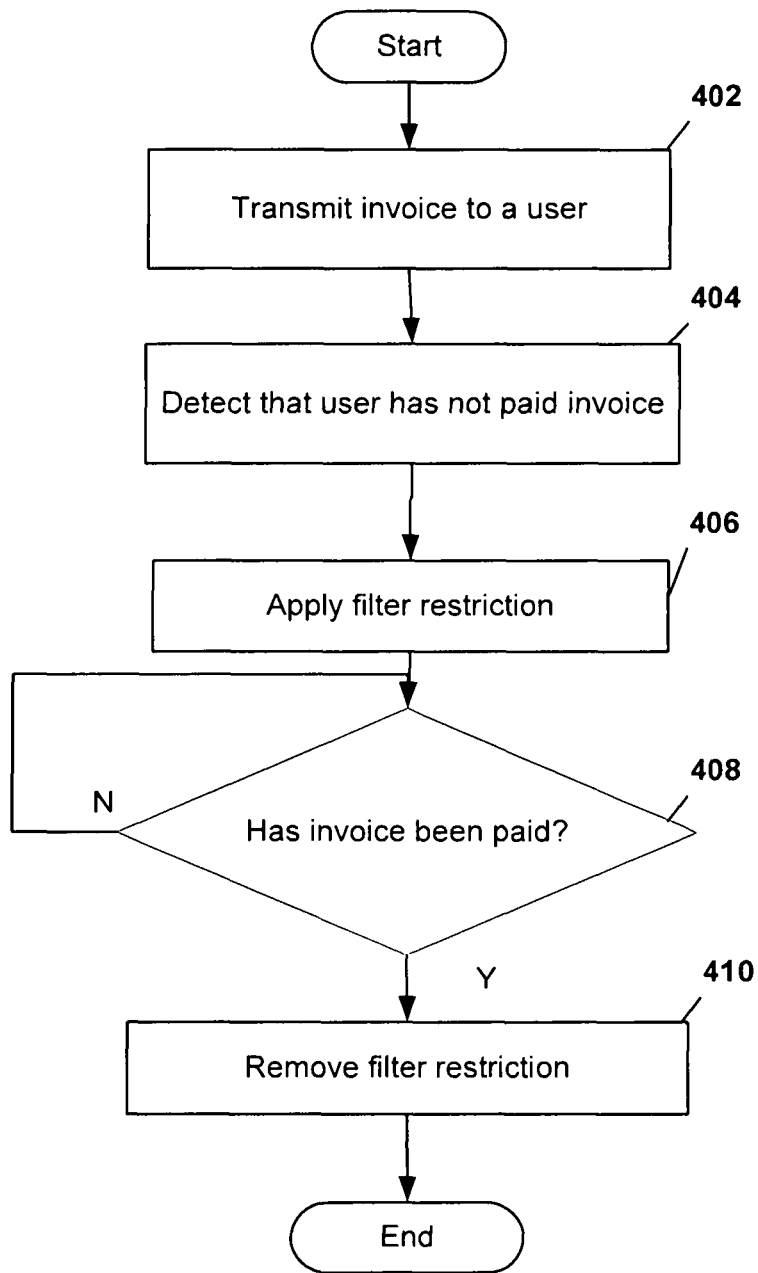 Start
402
Transmit invoice to a user
404
Detect that user has not paid invoice
406
Apply filter restriction
408
N
Has invoice been paid?
Y
410
Remove filter restriction
End